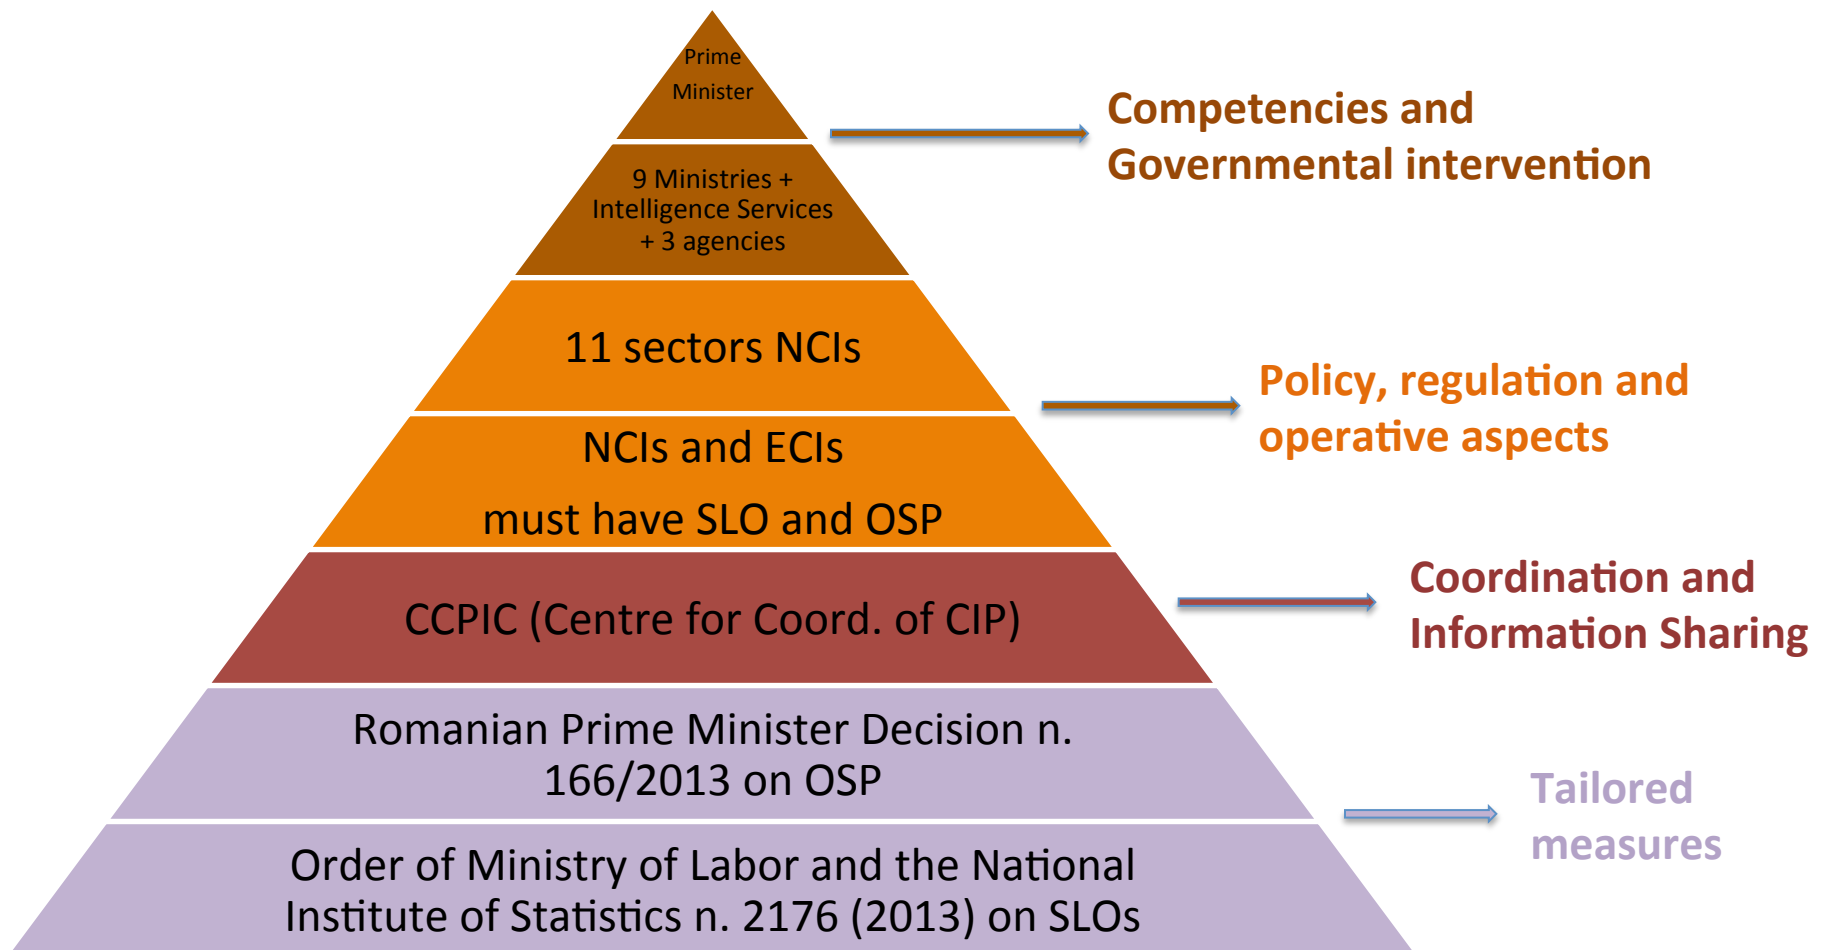 Prime
Minister
Competencies and
Governmental intervention
9 Ministries +
Intelligence Services
+ 3 agencies
11 sectors NCIs
Policy, regulation and
operative aspects
NCIs and ECIs
must have SLO and OSP
CCPIC (Centre for Coord. of CIP)
Coordination and
Information Sharing
Romanian Prime Minister Decision n.
166/2013 on OSP
Tailored
measures
Order of Ministry of Labor and the National
Institute of Statistics n. 2176 (2013) on SLOs